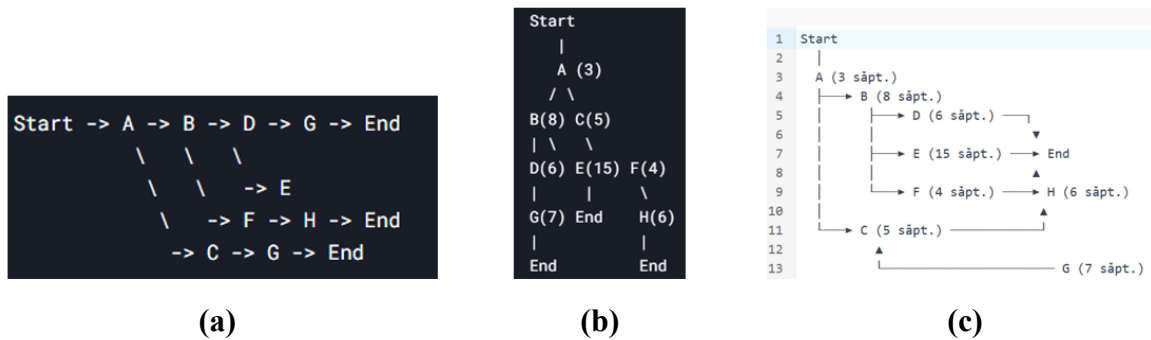 Start -> A -> B -> D -> G -> End
\ \ \
\ \ -> E
\ -> F -> H -> End
-> C -> G -> End
(a)
Start
|
A (3)
/ \
B(8) C(5)
| \ \
D(6) E(15) F(4)
| | \
G(7) End H(6)
| |
End End
(b)
1 Start
2 │
3 A (3 săpt.)
4 ├──► B (8 săpt.)
5 │ ├──► D (6 săpt.) ──┐
6 │ │ ▼
7 │ ├──► E (15 săpt.) ──► End
8 │ │ ▲
9 │ └──► F (4 săpt.) ──► H (6 săpt.)
10 │ ▲
11 └──► C (5 săpt.) ─────────┘
12 ▲
13 └───────────────── G (7 săpt.)
(c)